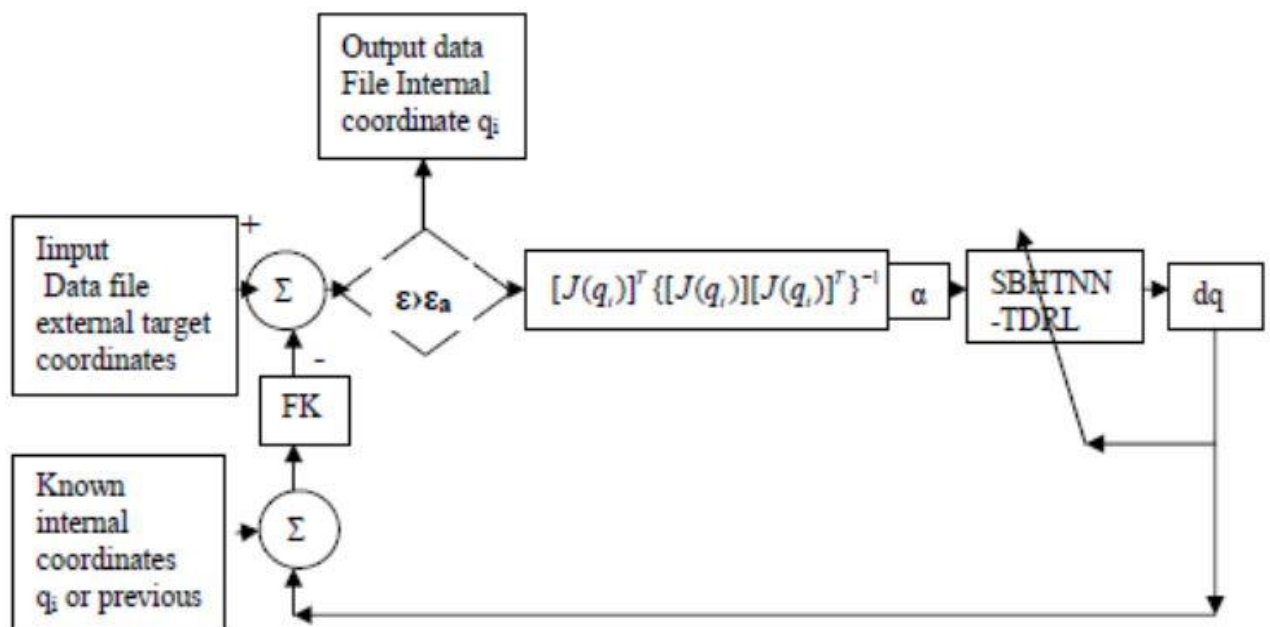 Output data
File Internal
coordinate qᵢ
Iinput
Data file
external target
coordinates
+
Σ
ε›εₐ
[J(qᵢ)]ᵀ{[J(qᵢ)][J(qᵢ)]ᵀ}⁻¹
α
SBHTNN
-TDRL
dq
-
FK
Known
internal
coordinates
qᵢ or previous
Σ